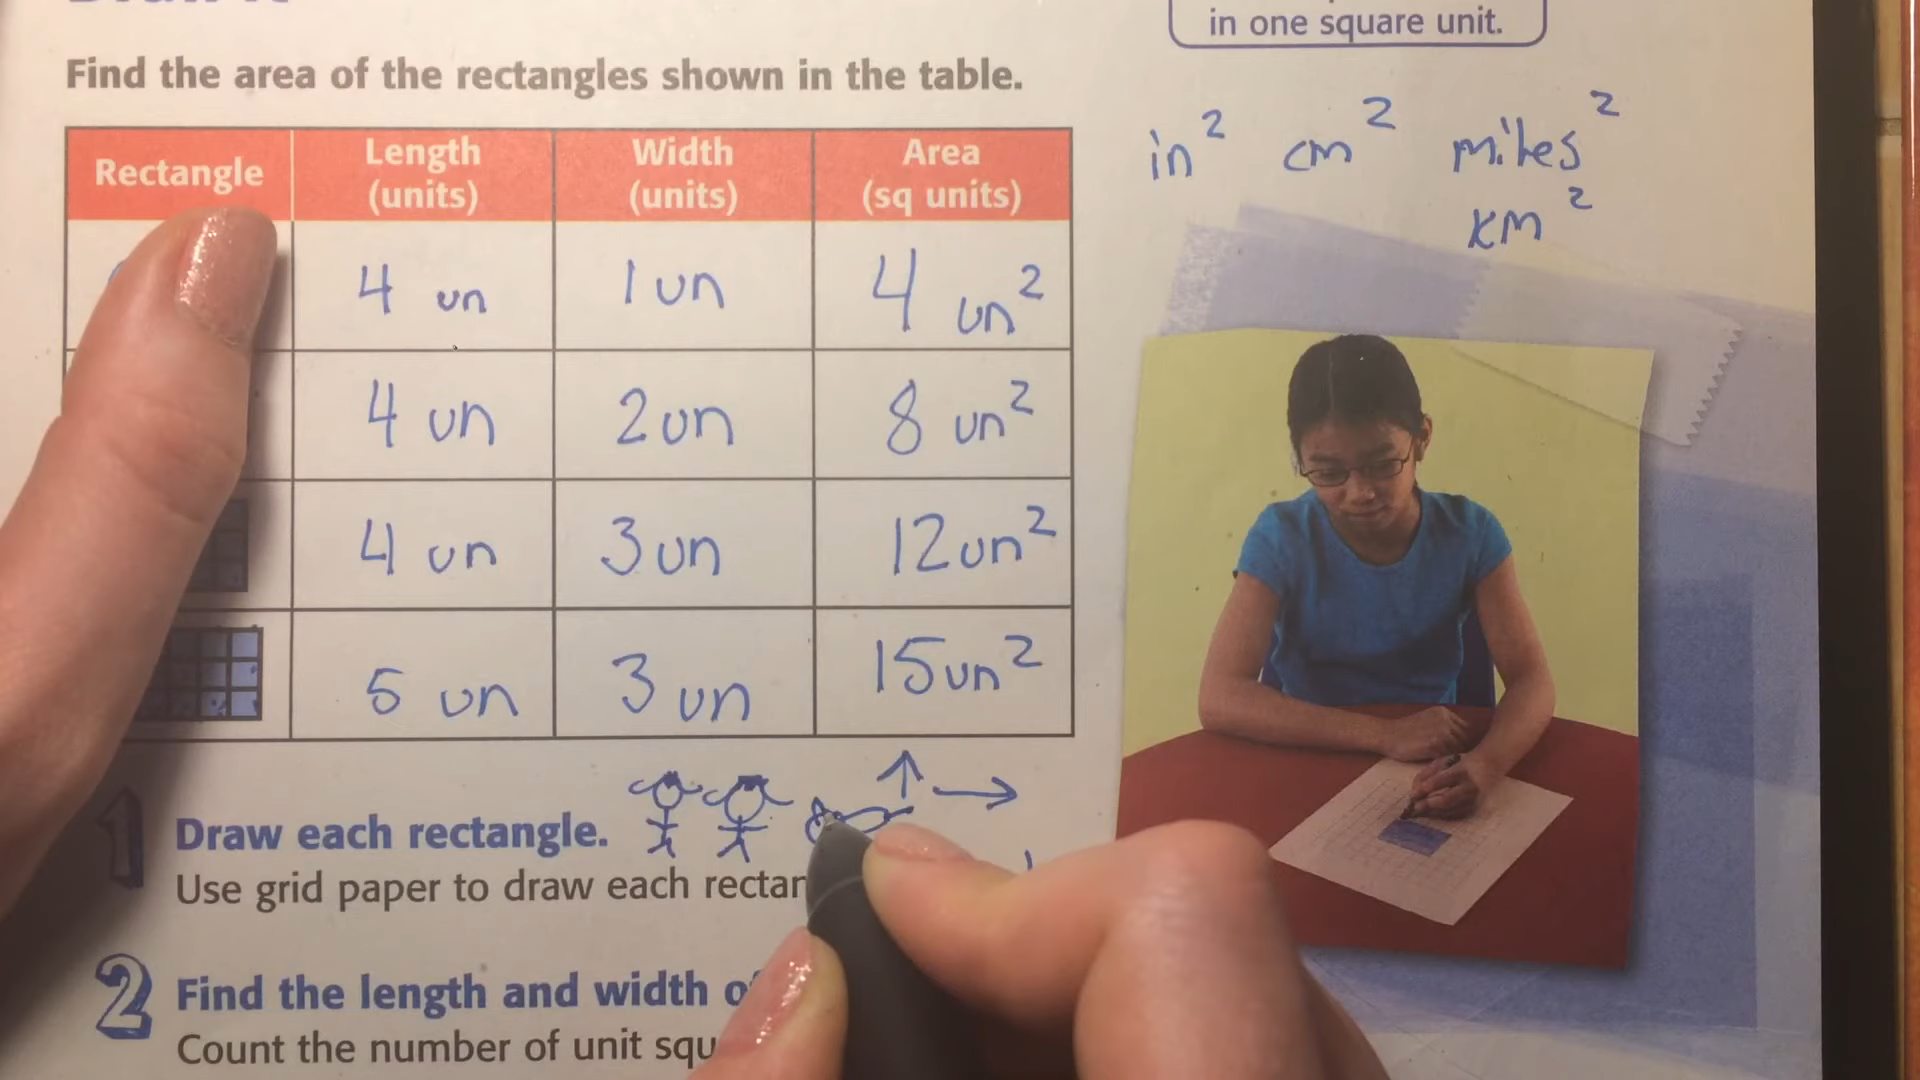 in one square unit.
Find the area of the rectangles shown in the table.
Rectangle Length (units) Width (units) Area (sq units)
4 un 1 un 4 un²
4 un 2 un 8 un²
4 un 3 un 12 un²
5 un 3 un 15 un²
in² cm² miles²
km²
1 Draw each rectangle.
Use grid paper to draw each rectan
2 Find the length and width o
Count the number of unit squ